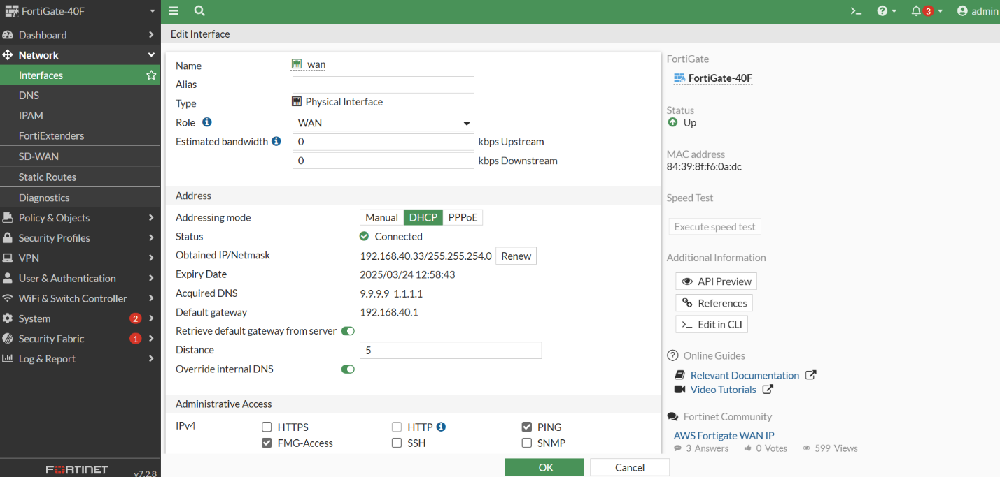 FortiGate-40F
3
admin
Dashboard
Network
Interfaces
DNS
IPAM
FortiExtenders
SD-WAN
Static Routes
Diagnostics
Policy & Objects
Security Profiles
VPN
User & Authentication
WiFi & Switch Controller
System 2
Security Fabric 1
Log & Report
FORTINET
v7.2.8
Edit Interface
Name wan
Alias
Type Physical Interface
Role WAN
Estimated bandwidth 0 kbps Upstream
0 kbps Downstream
Address
Addressing mode Manual DHCP PPPoE
Status Connected
Obtained IP/Netmask 192.168.40.33/255.255.254.0 Renew
Expiry Date 2025/03/24 12:58:43
Acquired DNS 9.9.9.9 1.1.1.1
Default gateway 192.168.40.1
Retrieve default gateway from server
Distance 5
Override internal DNS
Administrative Access
IPv4 HTTPS HTTP PING
FMG-Access SSH SNMP
OK Cancel
FortiGate
FortiGate-40F
Status
Up
MAC address
84:39:8f:f6:0a:dc
Speed Test
Execute speed test
Additional Information
API Preview
References
>_ Edit in CLI
Online Guides
Relevant Documentation
Video Tutorials
Fortinet Community
AWS Fortigate WAN IP
3 Answers 0 Votes 599 Views